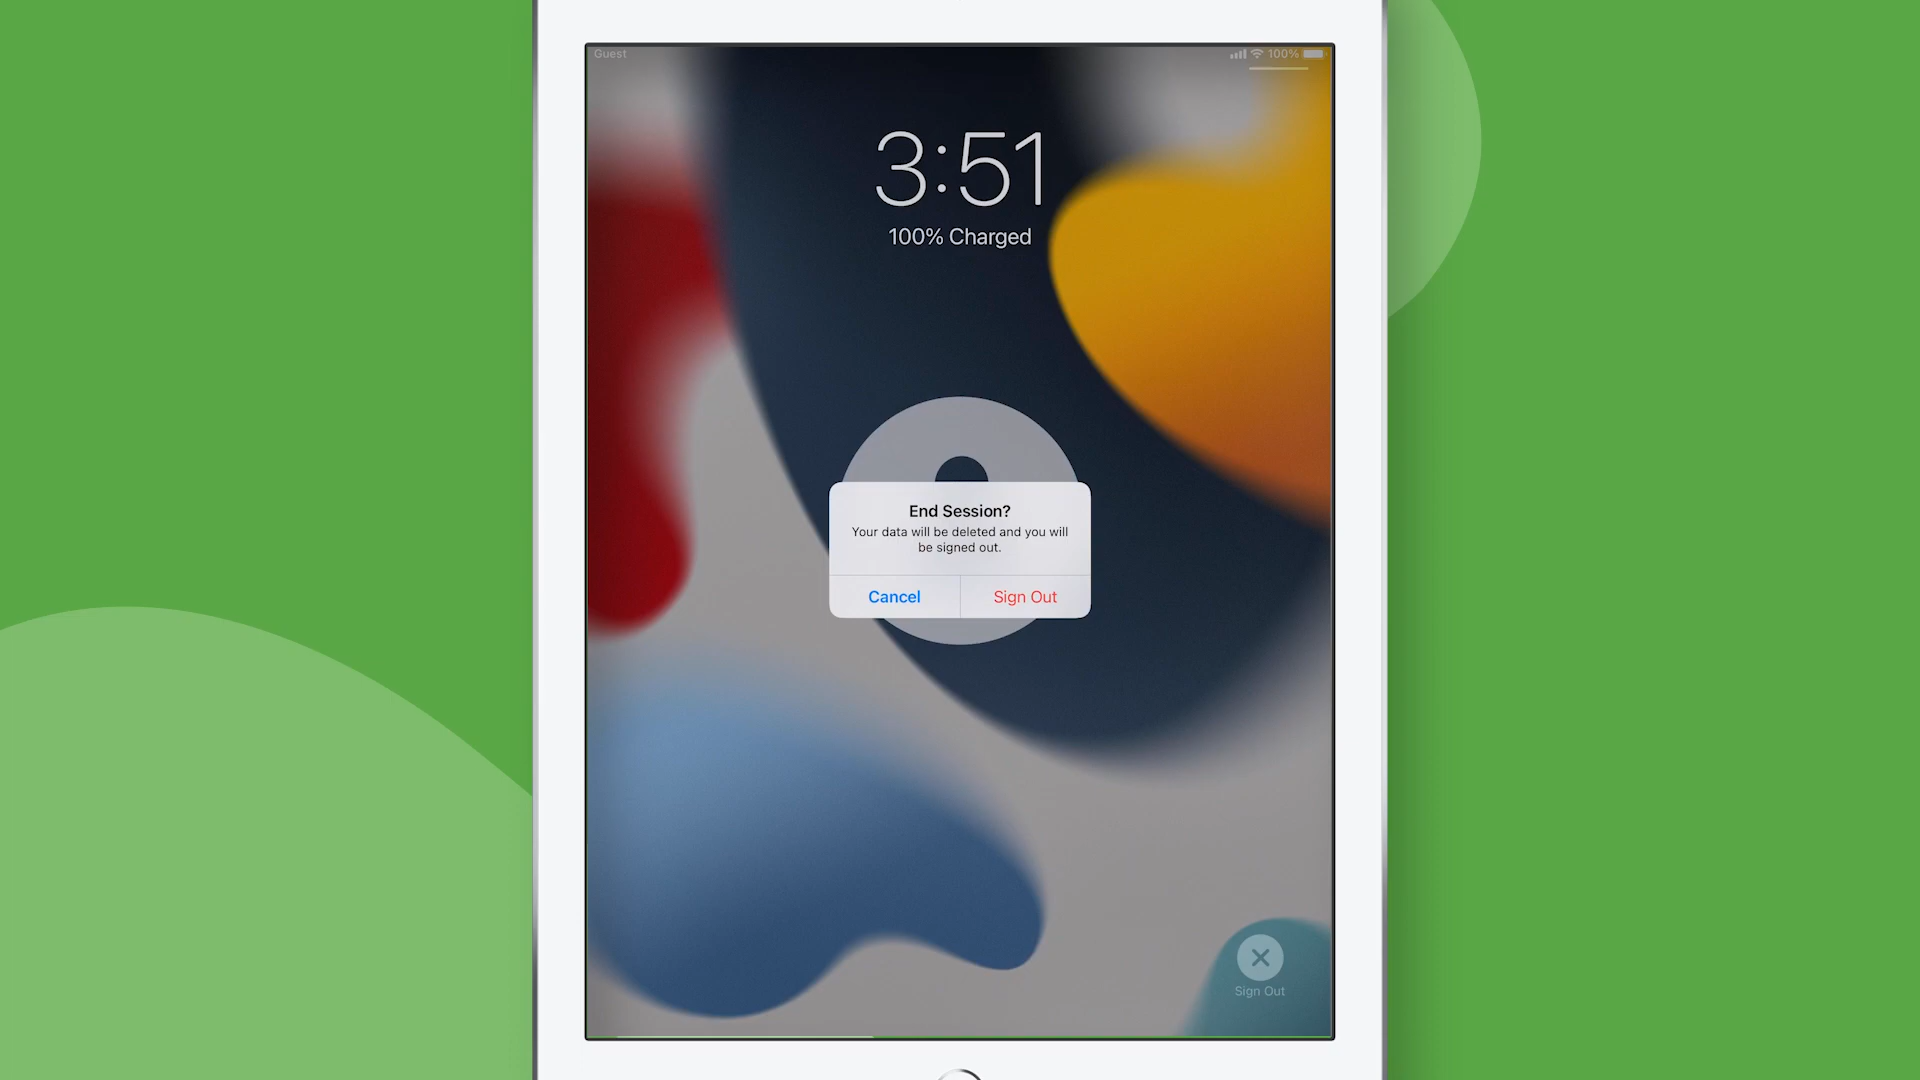 Guest
100%
3:51
100% Charged
End Session?
Your data will be deleted and you will
be signed out.
Cancel
Sign Out
Sign Out